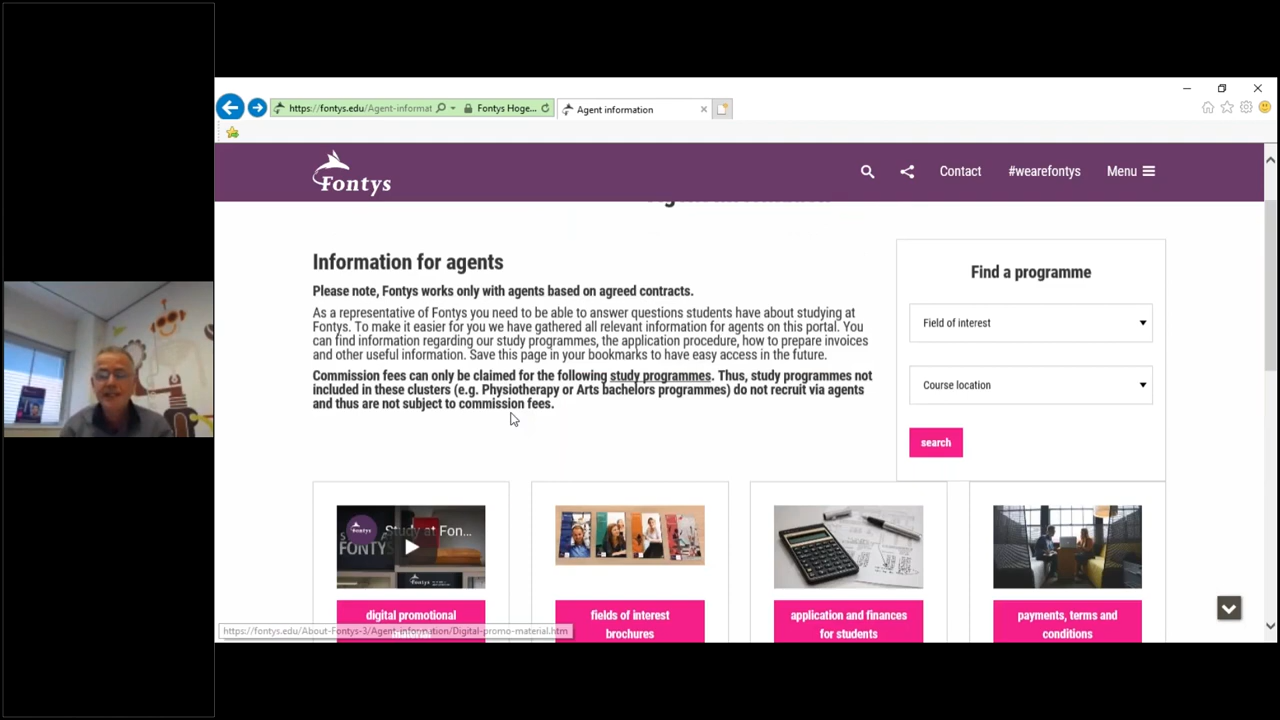 https://fontys.edu/Agent-informat
Fontys Hoge...
Agent information
Fontys
Contact
#wearefontys
Menu
Information for agents
Please note, Fontys works only with agents based on agreed contracts.
As a representative of Fontys you need to be able to answer questions students have about studying at
Fontys. To make it easier for you we have gathered all relevant information for agents on this portal. You
can find information regarding our study programmes, the application procedure, how to prepare invoices
and other useful information. Save this page in your bookmarks to have easy access in the future.
Commission fees can only be claimed for the following study programmes. Thus, study programmes not
included in these clusters (e.g. Physiotherapy or Arts bachelors programmes) do not recruit via agents
and thus are not subject to commission fees.
Find a programme
Field of interest
Course location
search
Study at Fon...
FONTYS
Fontys
digital promotional
fields of interest
brochures
application and finances
for students
payments, terms and
conditions
https://fontys.edu/About-Fontys-3/Agent-information/Digital-promo-material.htm